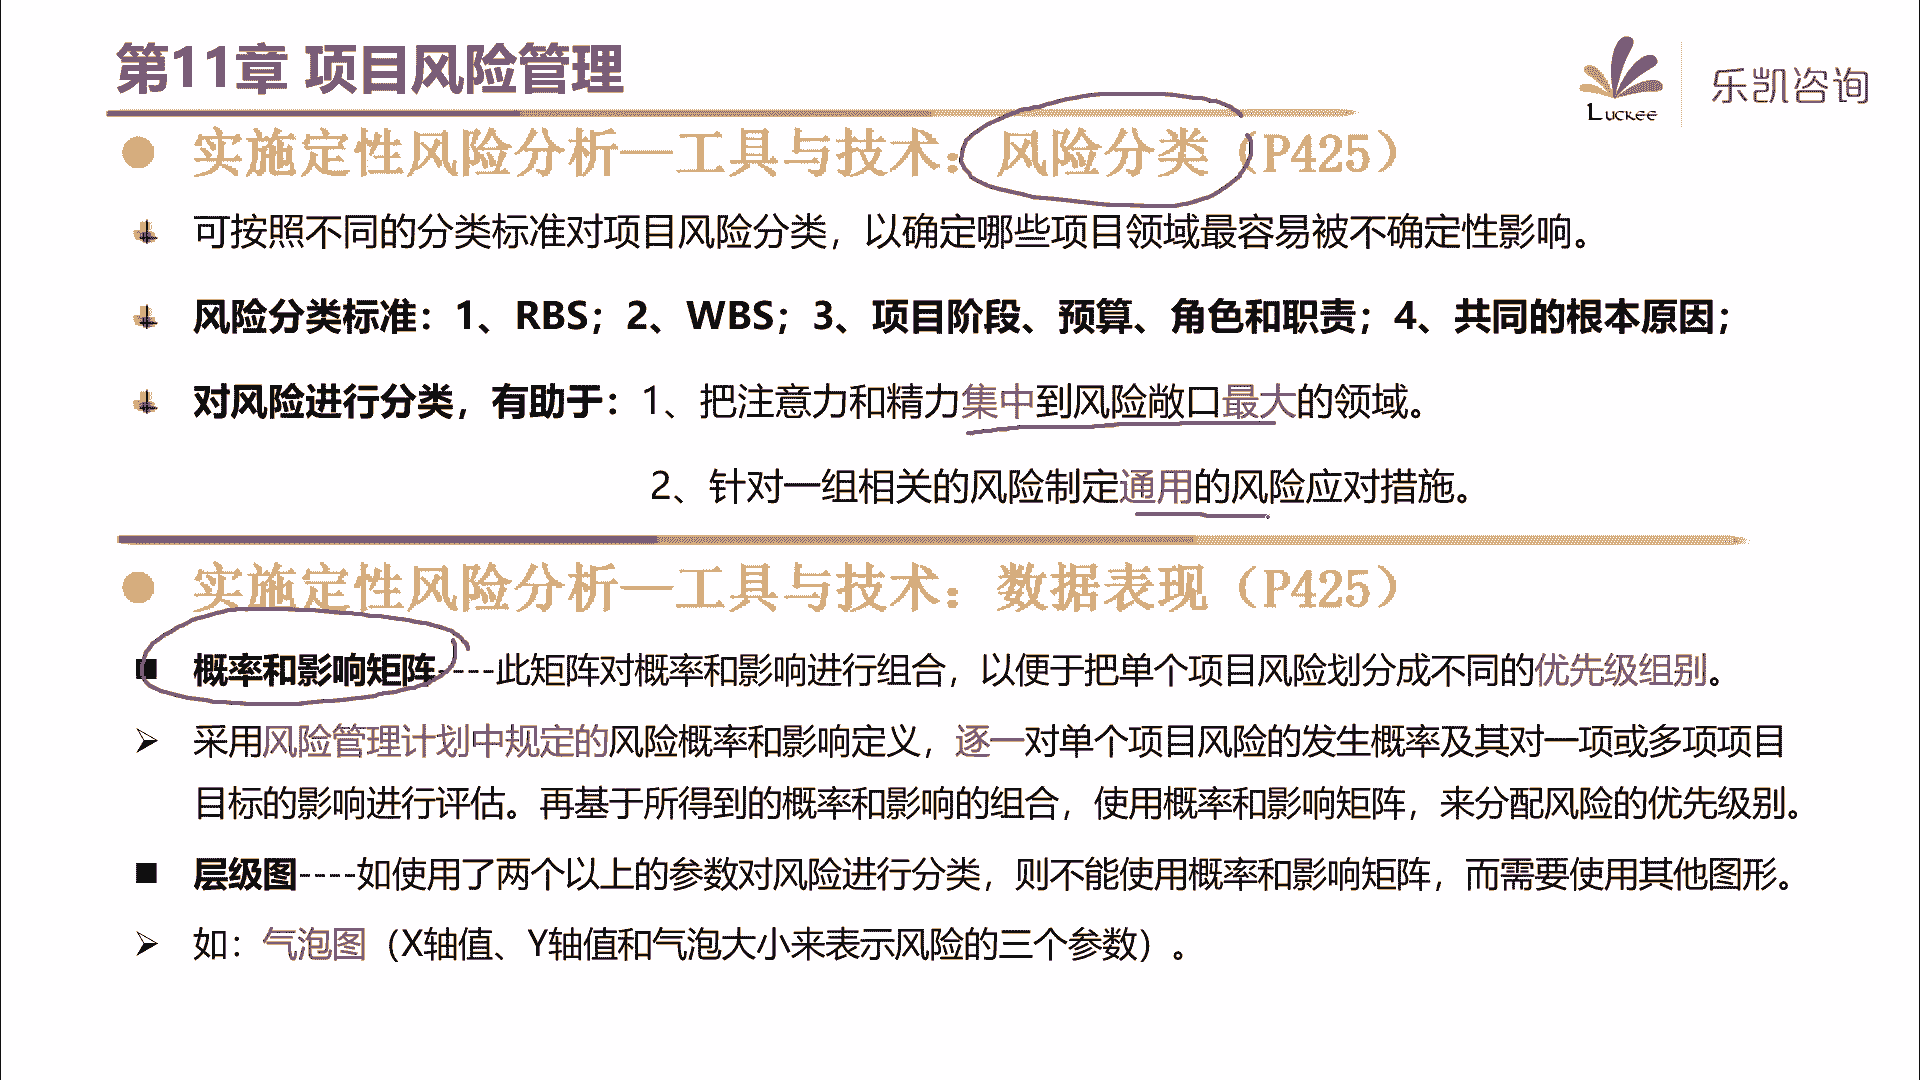 第11章 项目风险管理
Luckee 乐凯咨询
实施定性风险分析—工具与技术：风险分类（P425）
可按照不同的分类标准对项目风险分类，以确定哪些项目领域最容易被不确定性影响。
风险分类标准：1、RBS；2、WBS；3、项目阶段、预算、角色和职责；4、共同的根本原因；
对风险进行分类，有助于：1、把注意力和精力集中到风险敞口最大的领域。
2、针对一组相关的风险制定通用的风险应对措施。
实施定性风险分析—工具与技术：数据表现（P425）
概率和影响矩阵----此矩阵对概率和影响进行组合，以便于把单个项目风险划分成不同的优先级组别。
采用风险管理计划中规定的风险概率和影响定义，逐一对单个项目风险的发生概率及其对一项或多项项目
目标的影响进行评估。再基于所得到的概率和影响的组合，使用概率和影响矩阵，来分配风险的优先级别。
层级图----如使用了两个以上的参数对风险进行分类，则不能使用概率和影响矩阵，而需要使用其他图形。
如：气泡图（X轴值、Y轴值和气泡大小来表示风险的三个参数）。